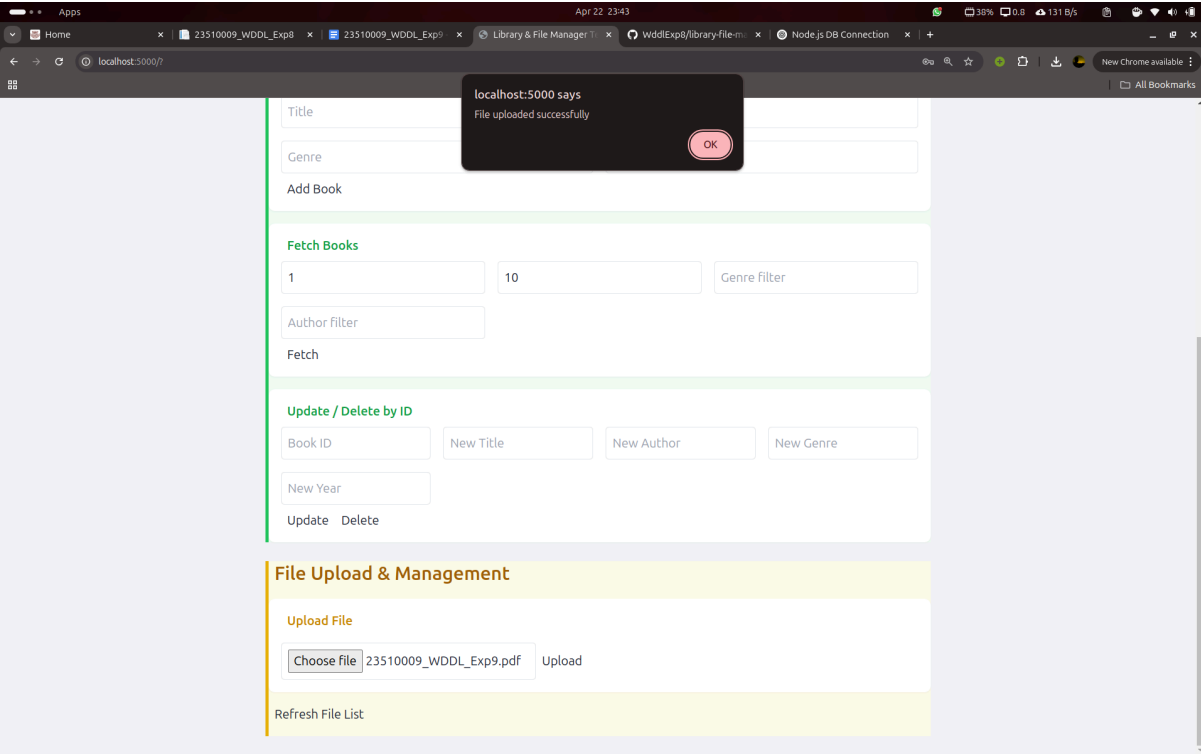 Apps
Apr 22 23:43
38% 0.8 131 B/s
Home
23510009_WDDL_Exp8
23510009_WDDL_Exp9
Library & File Manager
WddlExp8/library-file-ma
Node.js DB Connection
localhost:5000/?
New Chrome available
All Bookmarks
localhost:5000 says
File uploaded successfully
OK
Title
Genre
Add Book
Fetch Books
1
10
Genre filter
Author filter
Fetch
Update / Delete by ID
Book ID
New Title
New Author
New Genre
New Year
Update Delete
File Upload & Management
Upload File
Choose file 23510009_WDDL_Exp9.pdf Upload
Refresh File List